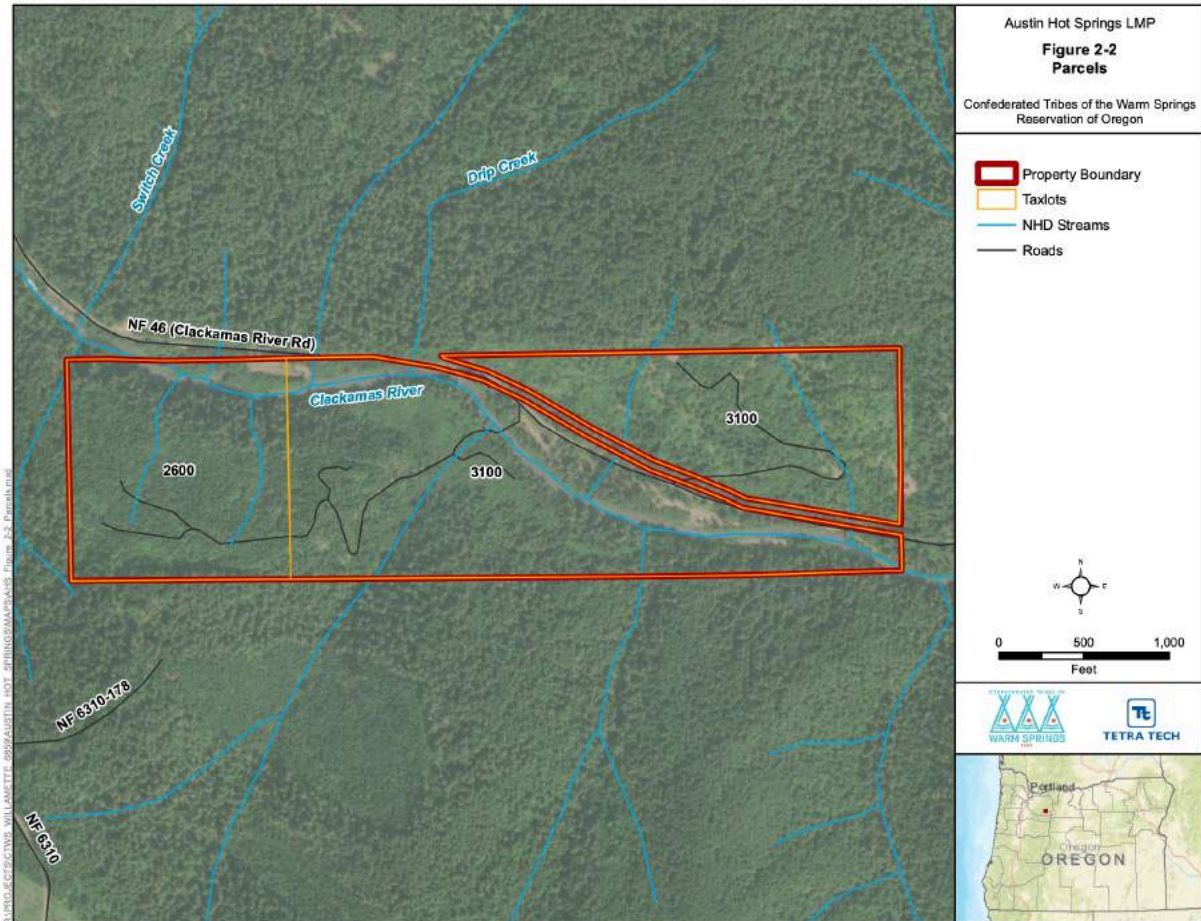 Austin Hot Springs LMP
Figure 2-2
Parcels
Confederated Tribes of the Warm Springs
Reservation of Oregon
Property Boundary
Taxlots
NHD Streams
Roads
Switch Creek
Drip Creek
NF 46 (Clackamas River Rd)
Clackamas River
2600
3100
3100
NF 6310-178
NF 6310
N
W
E
S
0 500 1,000
Feet
WARM SPRINGS
TETRA TECH
Portland
Oregon
OREGON